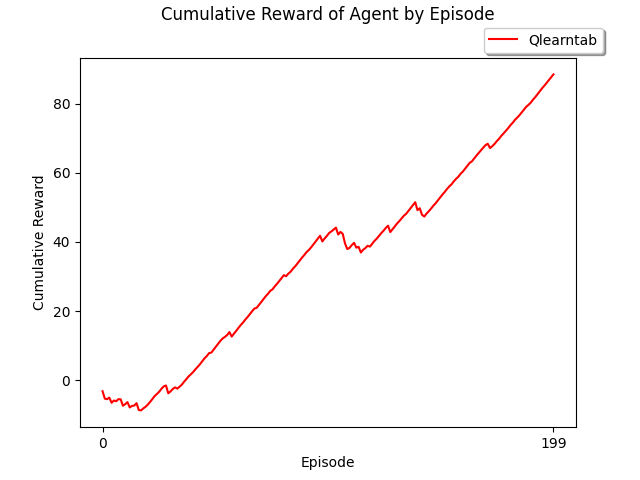 Cumulative Reward of Agent by Episode
Qlearntab
80
60
40
20
0
Cumulative Reward
0 199
Episode